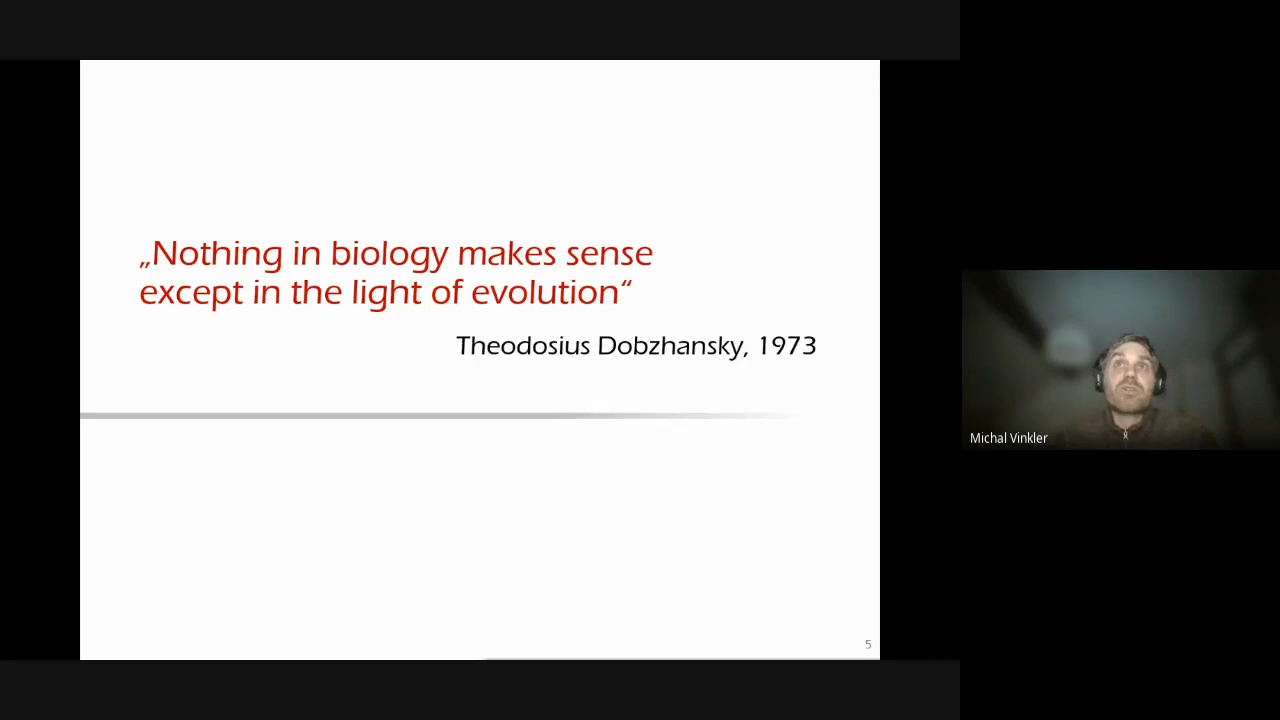 „Nothing in biology makes sense
except in the light of evolution“
Theodosius Dobzhansky, 1973
Michal Vinkler
5